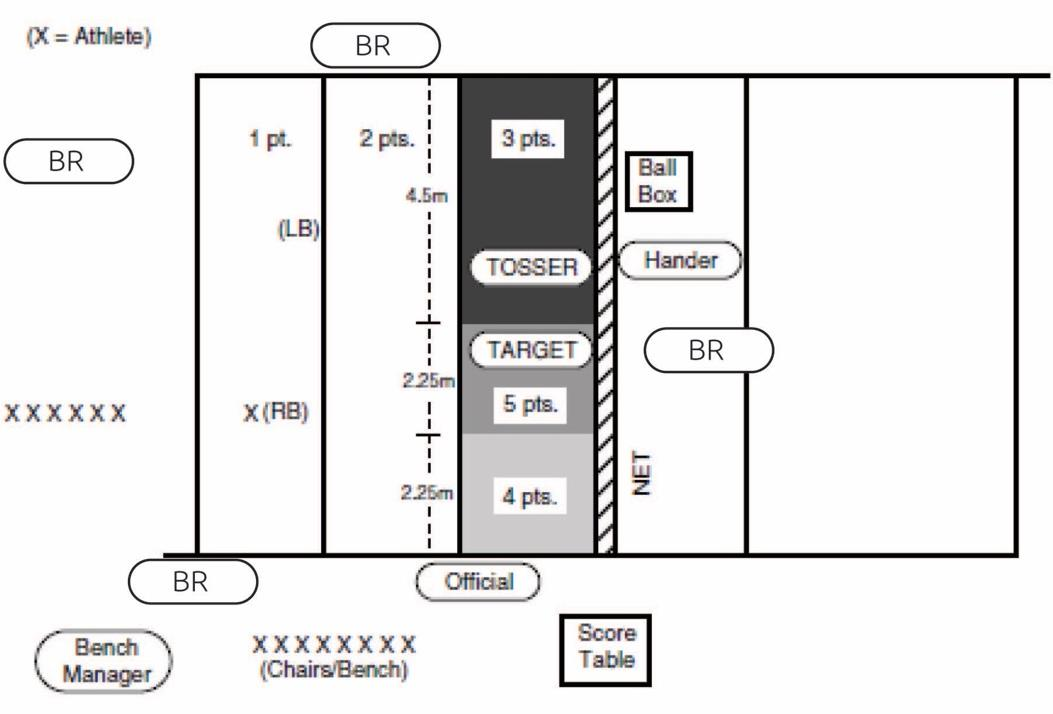 (X = Athlete)
BR
BR
1 pt.
2 pts.
3 pts.
Ball
Box
4.5m
(LB)
TOSSER
Hander
TARGET
BR
2.25m
5 pts.
X X X X X X
X (RB)
2.25m
4 pts.
NET
BR
Official
Bench
Manager
X X X X X X X X
(Chairs/Bench)
Score
Table